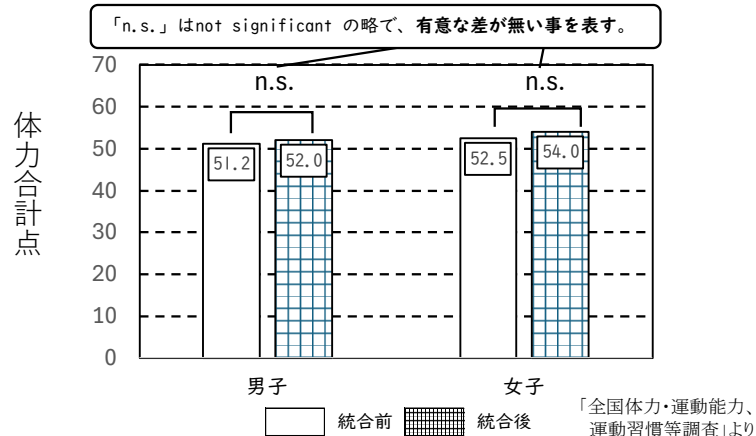 「n.s.」はnot significant の略で、有意な差が無い事を表す。
70
60
50
40
30
20
10
0
体力合計点
n.s.
n.s.
51.2
52.0
52.5
54.0
男子
女子
統合前
統合後
「全国体力・運動能力、
運動習慣等調査」より